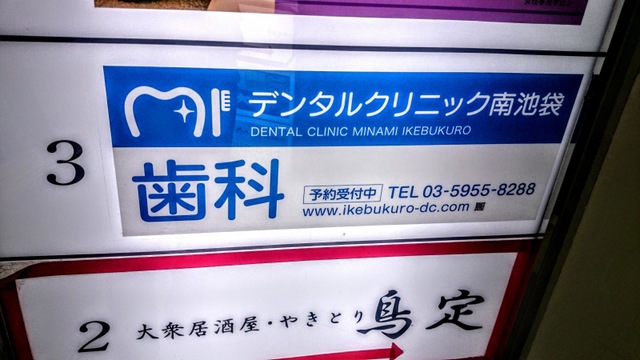 3
デンタルクリニック南池袋
DENTAL CLINIC MINAMI IKEBUKURO
歯科
予約受付中 TEL 03-5955-8288
www.ikebukuro-dc.com
2 大衆居酒屋・やきとり 鳥定